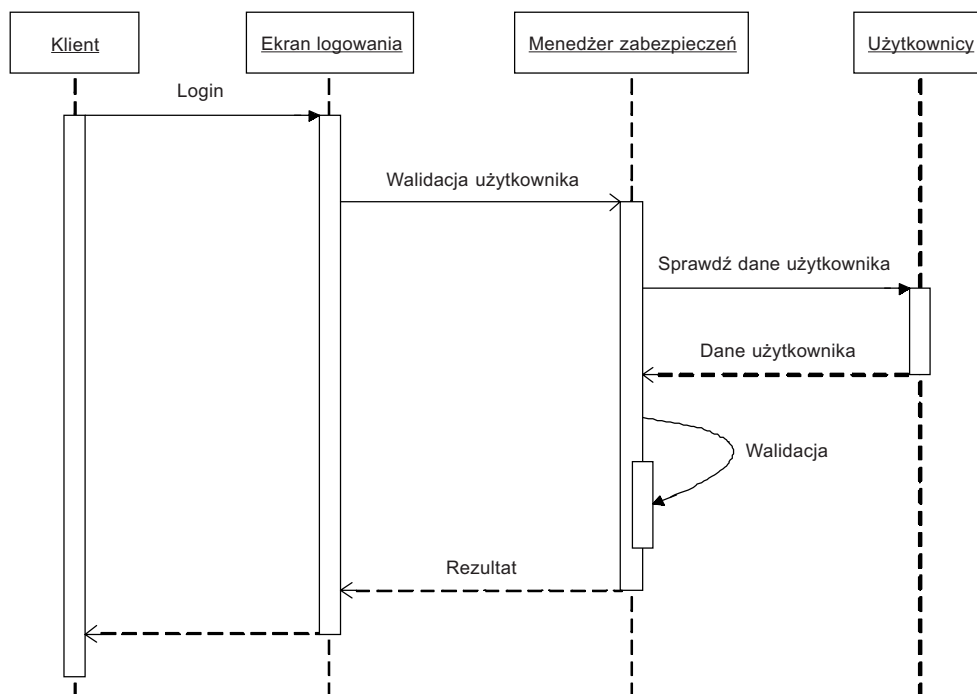 Klient
Ekran logowania
Menedżer zabezpieczeń
Użytkownicy
Login
Walidacja użytkownika
Sprawdź dane użytkownika
Dane użytkownika
Walidacja
Rezultat